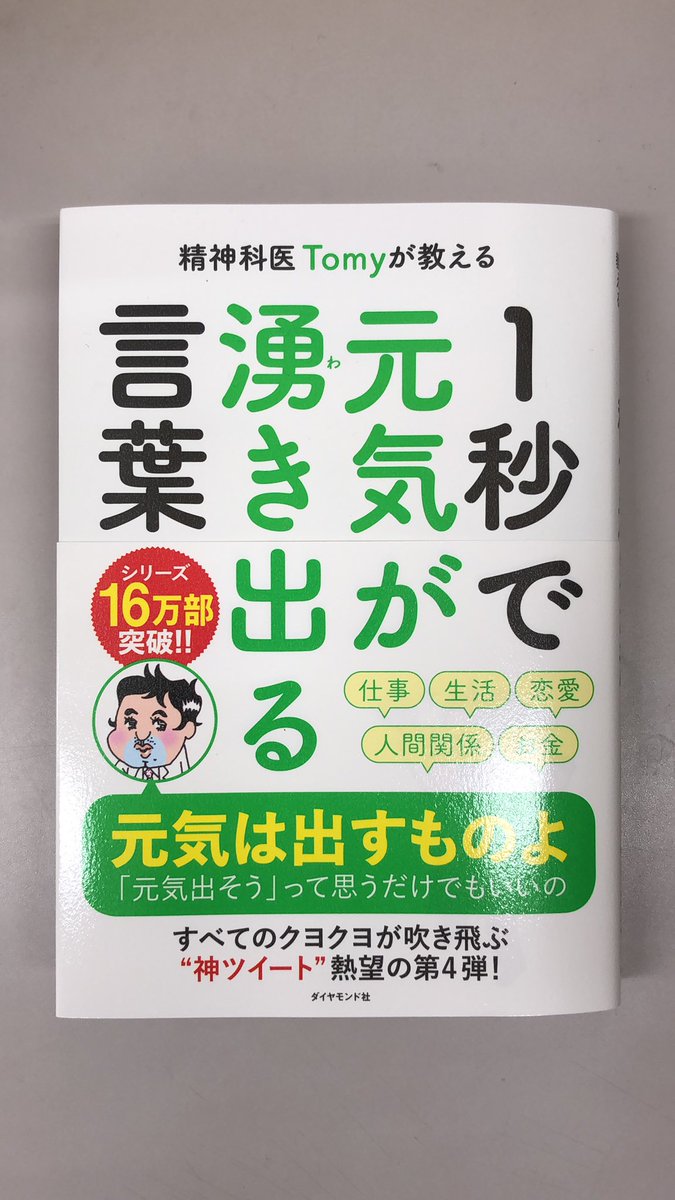 精神科医Tomyが教える
1秒で
元気が
湧き出る
わ
言葉
シリーズ
16万部
突破!!
仕事
生活
恋愛
人間関係
お金
元気は出すものよ
「元気出そう」って思うだけでもいいの
すべてのクヨクヨが吹き飛ぶ
“神ツイート”熱望の第4弾!
ダイヤモンド社